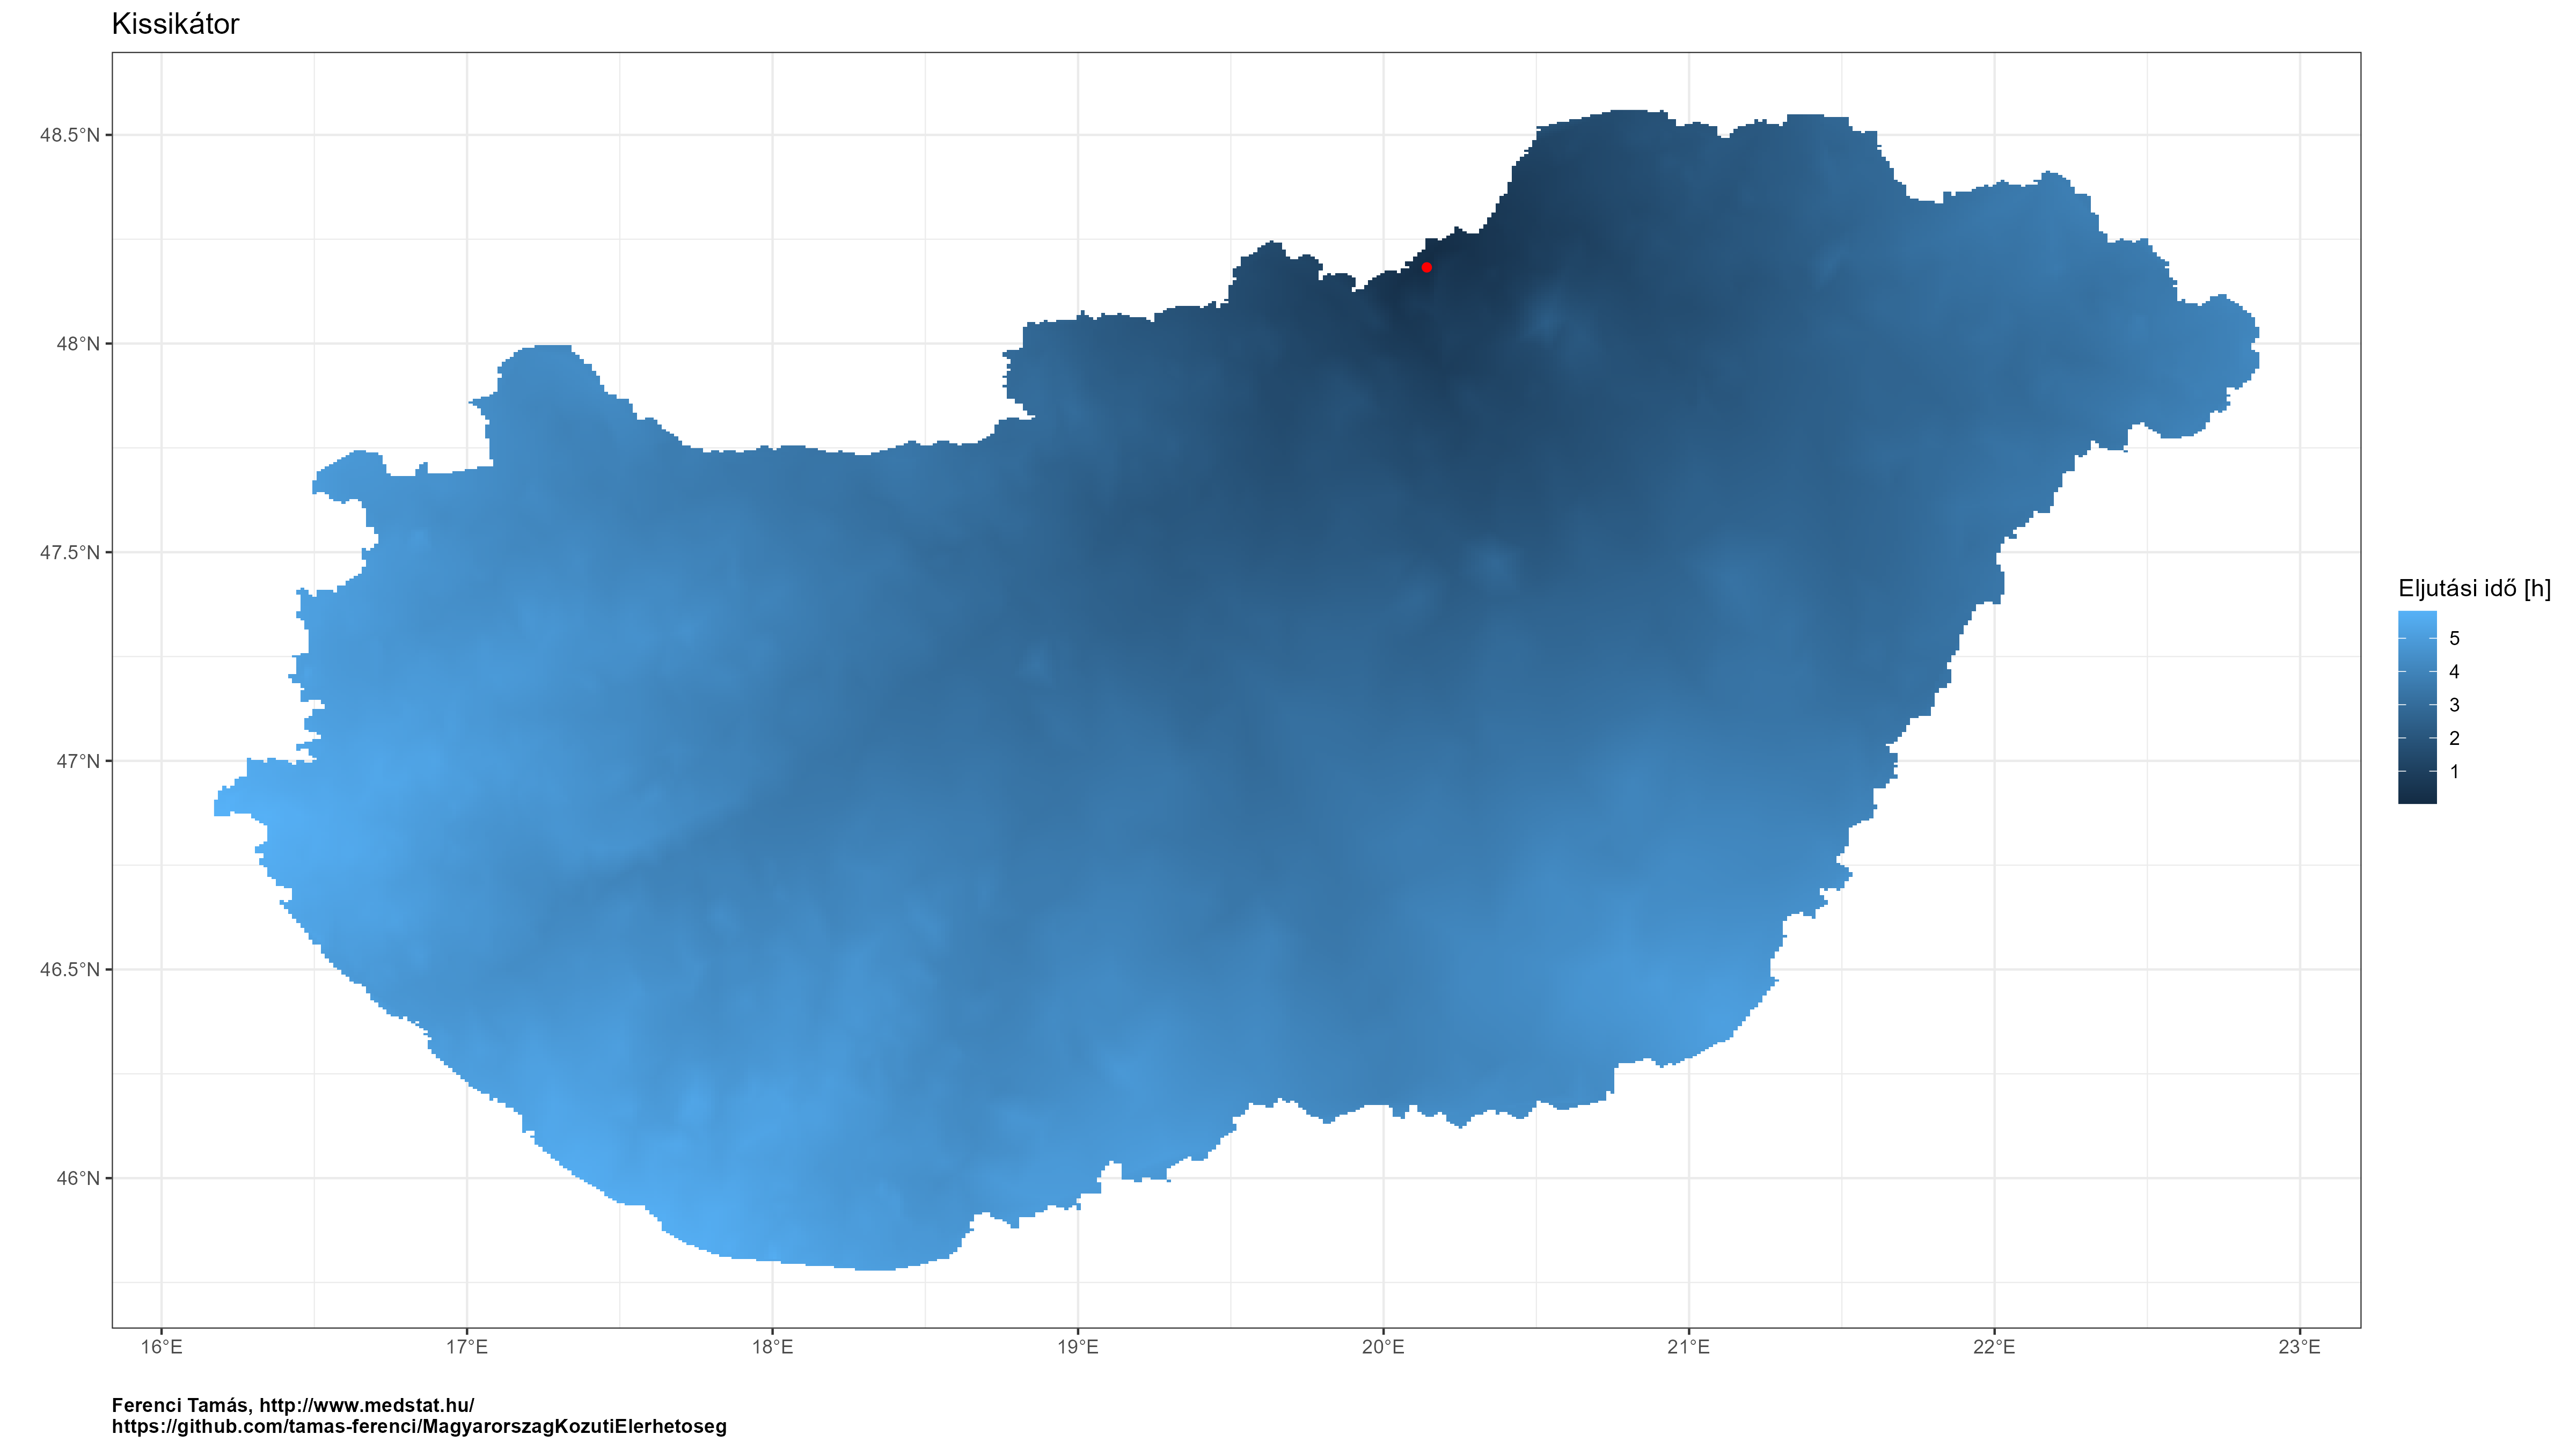 Kissikátor
48.5°N
48°N
47.5°N
47°N
46.5°N
46°N
16°E
17°E
18°E
19°E
20°E
21°E
22°E
23°E
Eljutási idő [h]
5
4
3
2
1
Ferenci Tamás, http://www.medstat.hu/
https://github.com/tamas-ferenci/MagyarorszagKozutiElerhetoseg